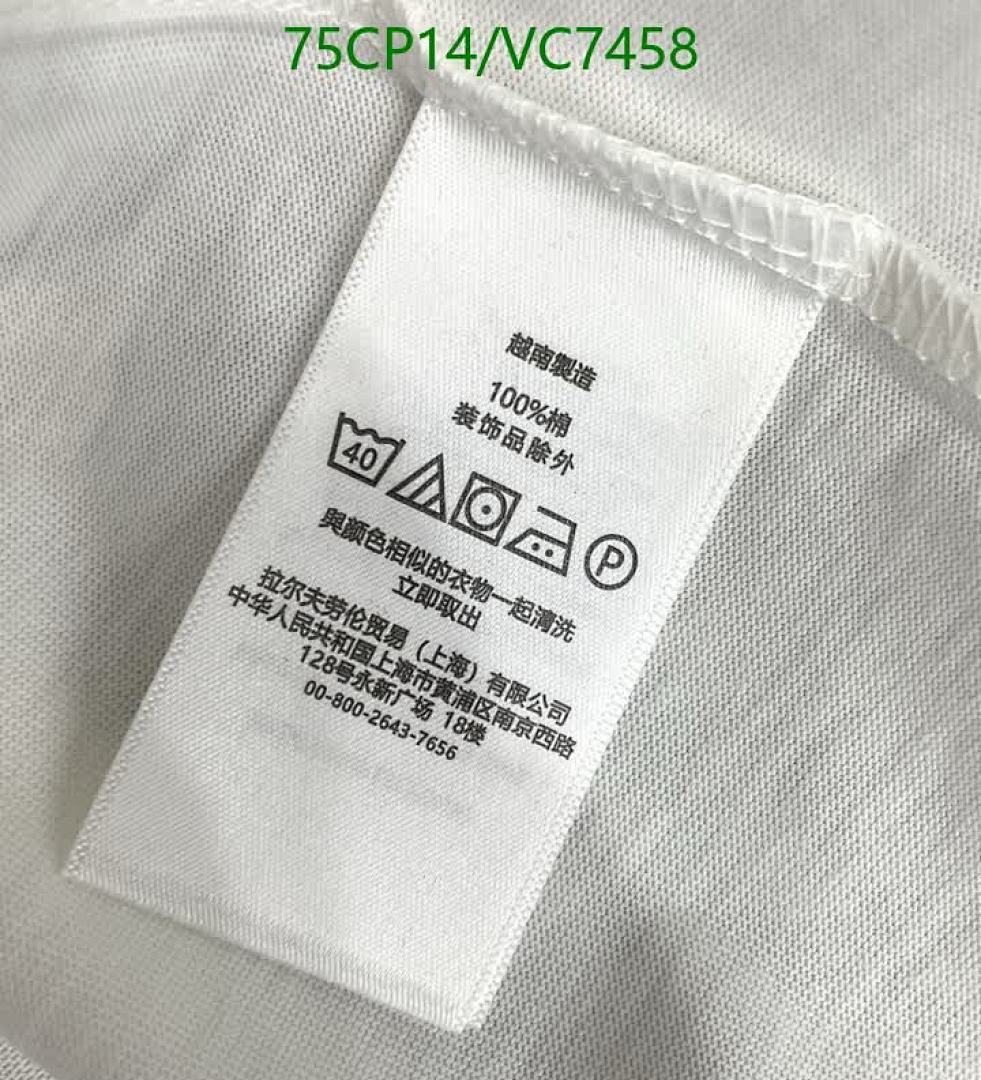 75CP14/VC7458
越南製造
100%棉
装饰品除外
40
P
與颜色相似的衣物一起清洗
立即取出
拉尔夫劳伦贸易（上海）有限公司
中华人民共和国上海市黄浦区南京西路
128号永新广场 18楼
00-800-2643-7656